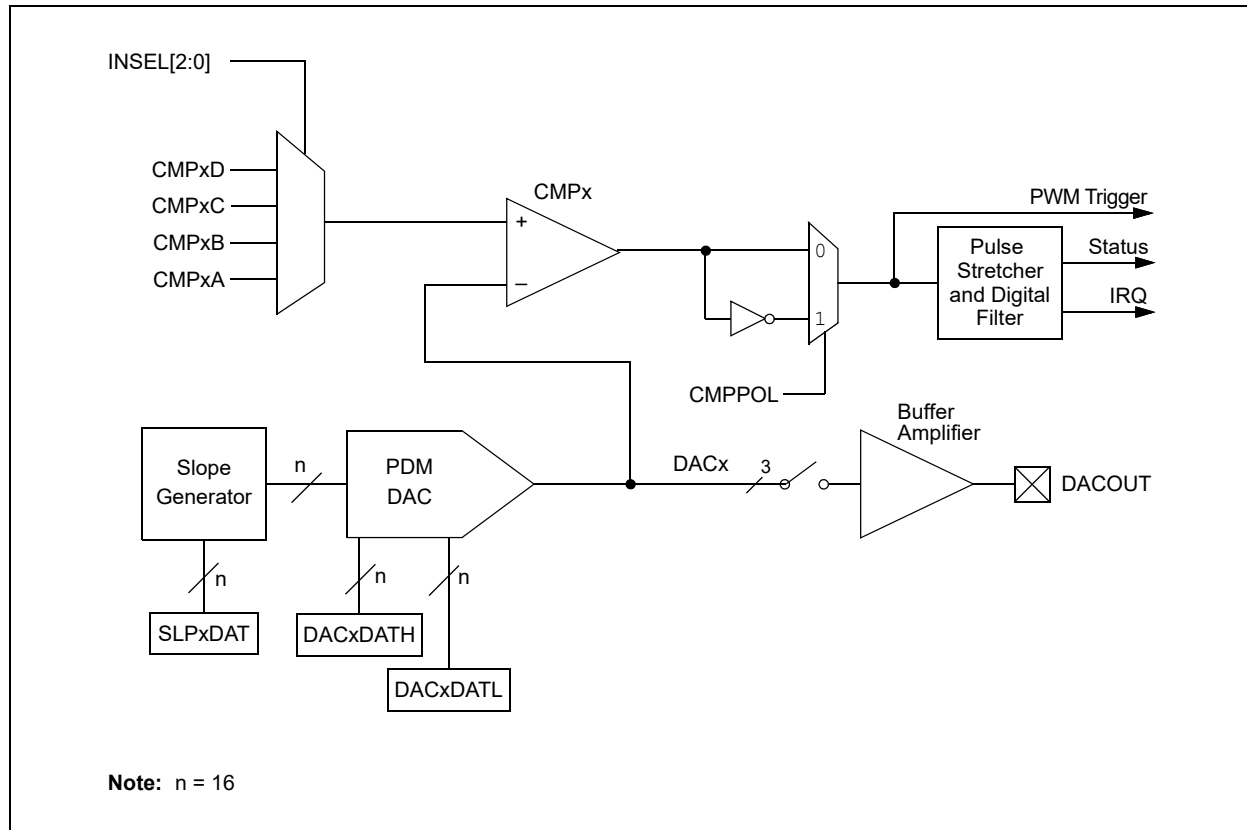 INSEL[2:0]
CMPxD
CMPxC
CMPxB
CMPxA
CMPx
+
–
0
1
CMPPOL
PWM Trigger
Pulse
Stretcher
and Digital
Filter
Status
IRQ
Slope
Generator
n
PDM
DAC
DACx
3
Buffer
Amplifier
DACOUT
n
n
n
SLPxDAT
DACxDATH
DACxDATL
Note: n = 16